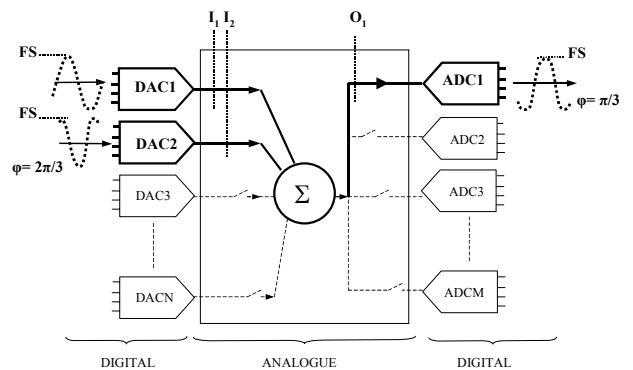 I1 I2 O1
FS FS
DAC1 ADC1
FS φ= π/3
DAC2 ADC2
φ= 2π/3
DAC3 Σ ADC3
DACN ADCM
DIGITAL ANALOGUE DIGITAL